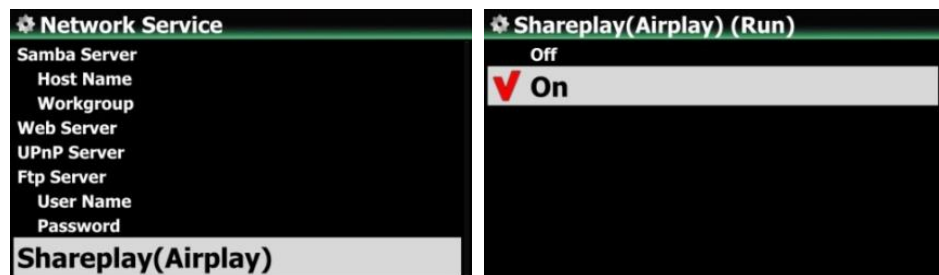 Network Service
Samba Server
Host Name
Workgroup
Web Server
UPnP Server
Ftp Server
User Name
Password
Shareplay(Airplay)
Shareplay(Airplay) (Run)
Off
On